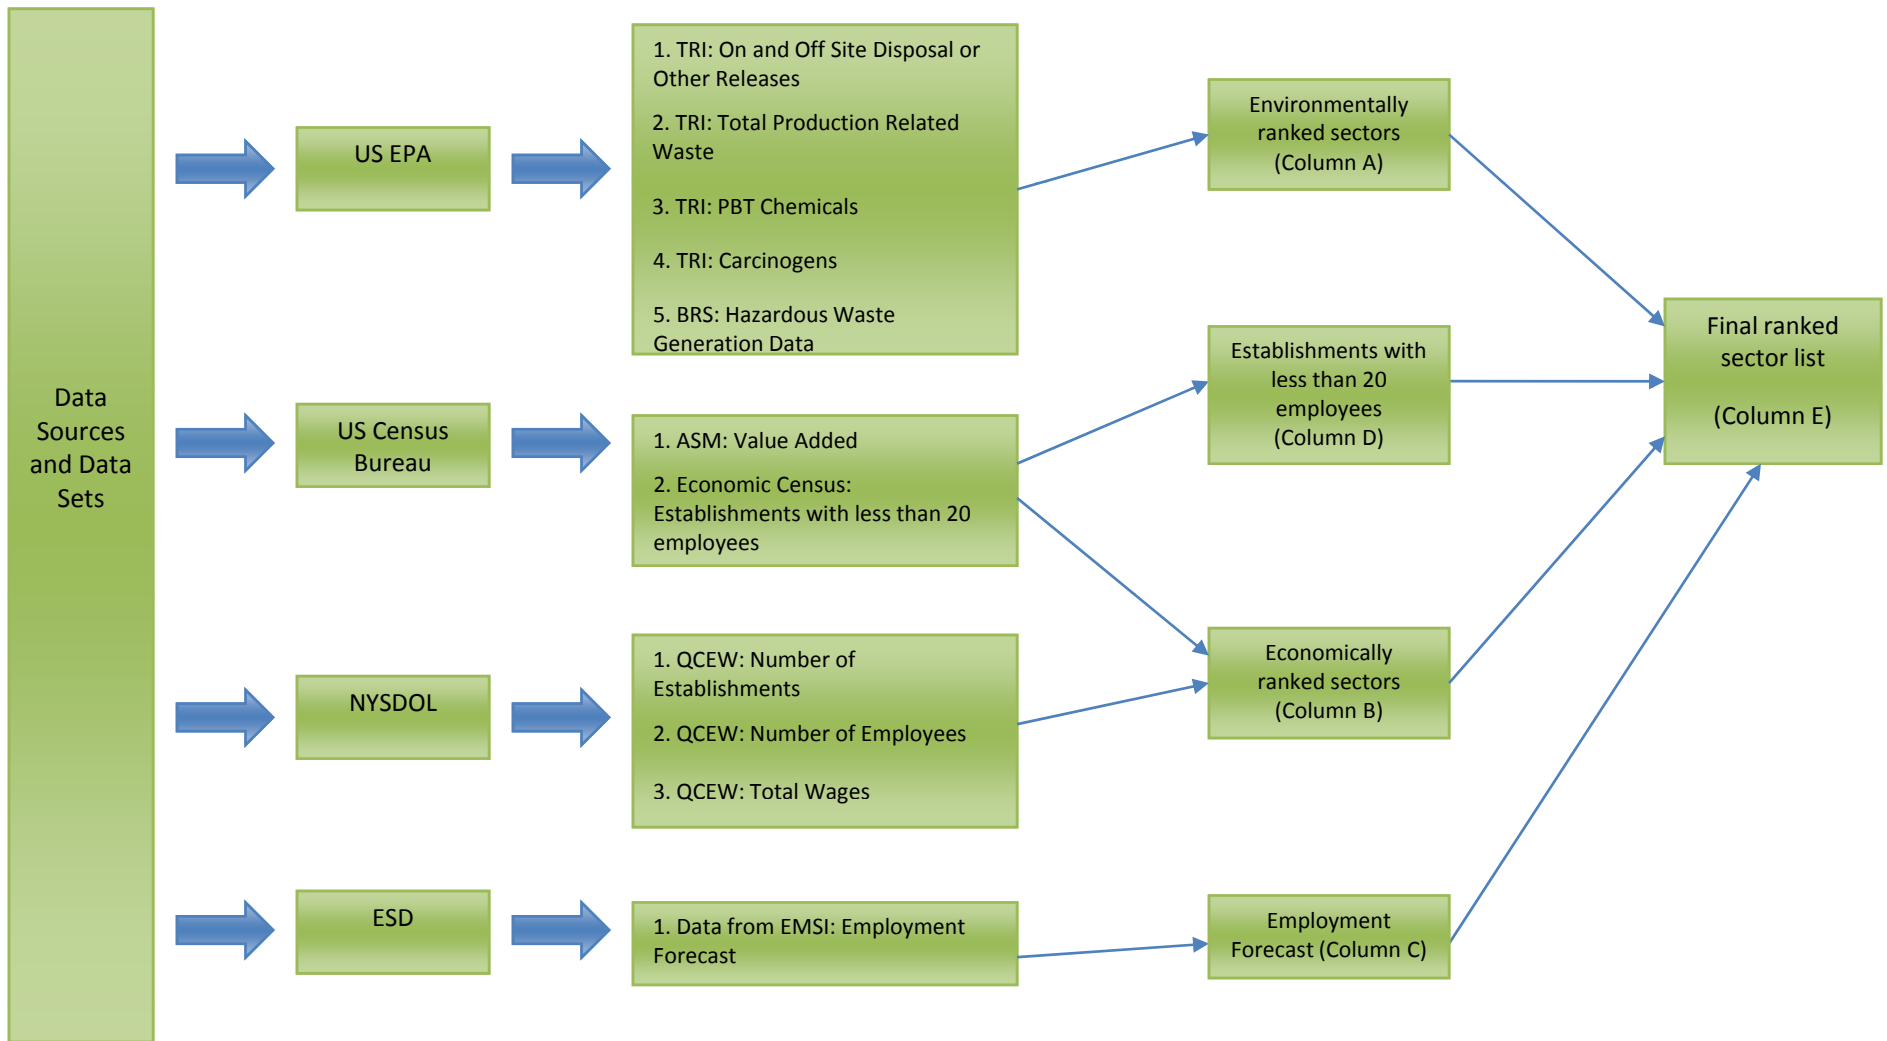 Data
Sources
and Data
Sets
US EPA
1. TRI: On and Off Site Disposal or
Other Releases
2. TRI: Total Production Related
Waste
3. TRI: PBT Chemicals
4. TRI: Carcinogens
5. BRS: Hazardous Waste
Generation Data
Environmentally
ranked sectors
(Column A)
US Census
Bureau
1. ASM: Value Added
2. Economic Census:
Establishments with less than 20
employees
Establishments with
less than 20
employees
(Column D)
NYSDOL
1. QCEW: Number of
Establishments
2. QCEW: Number of Employees
3. QCEW: Total Wages
Economically
ranked sectors
(Column B)
ESD
1. Data from EMSI: Employment
Forecast
Employment
Forecast (Column C)
Final ranked
sector list
(Column E)